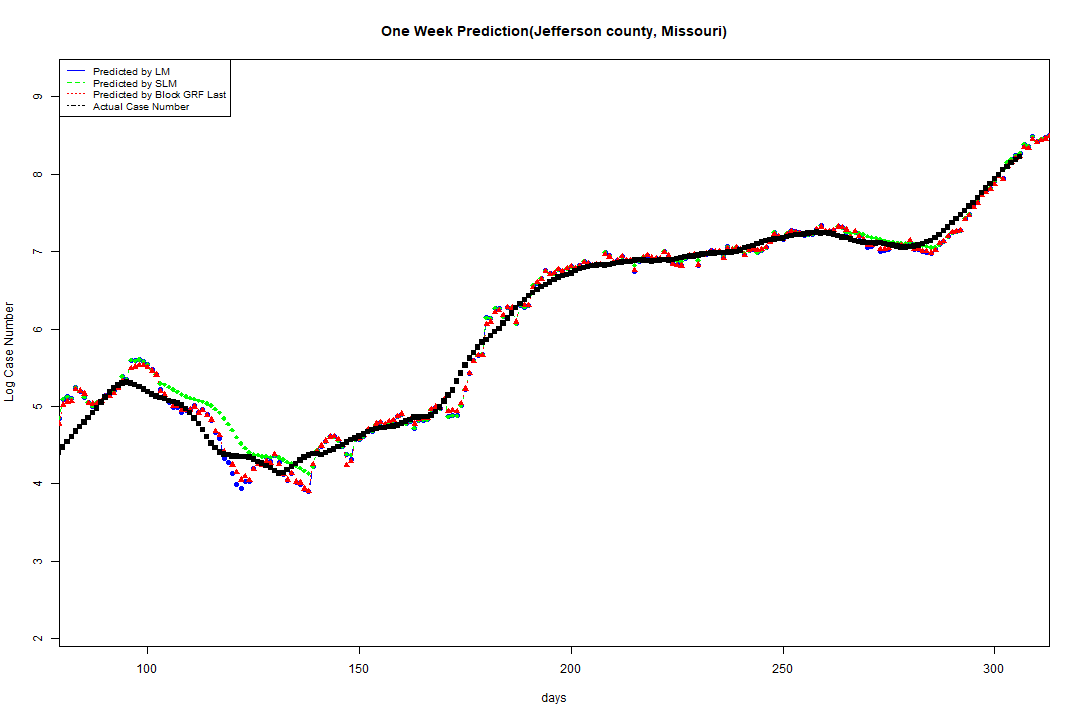 One Week Prediction(Jefferson county, Missouri)
Predicted by LM
Predicted by SLM
Predicted by Block GRF Last
Actual Case Number
9
8
7
6
5
4
3
2
Log Case Number
100 150 200 250 300
days